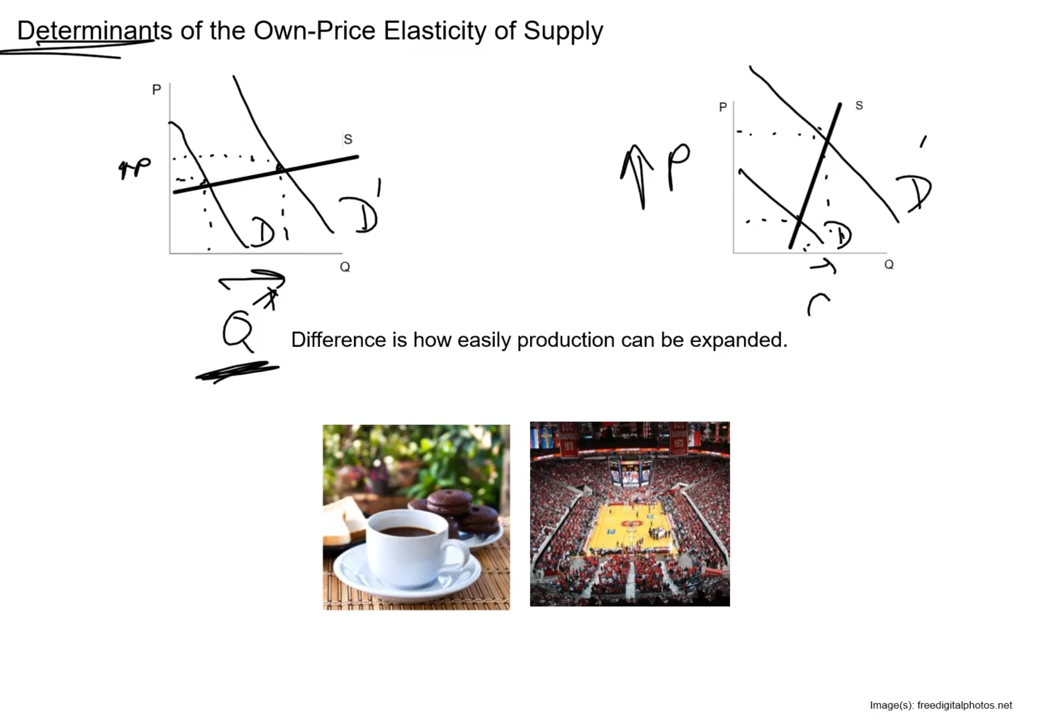 Determinants of the Own-Price Elasticity of Supply
P
S
↑P
D
D'
Q
Q
P
S
↑P
D'
D
Q
Difference is how easily production can be expanded.
Image(s): freedigitalphotos.net